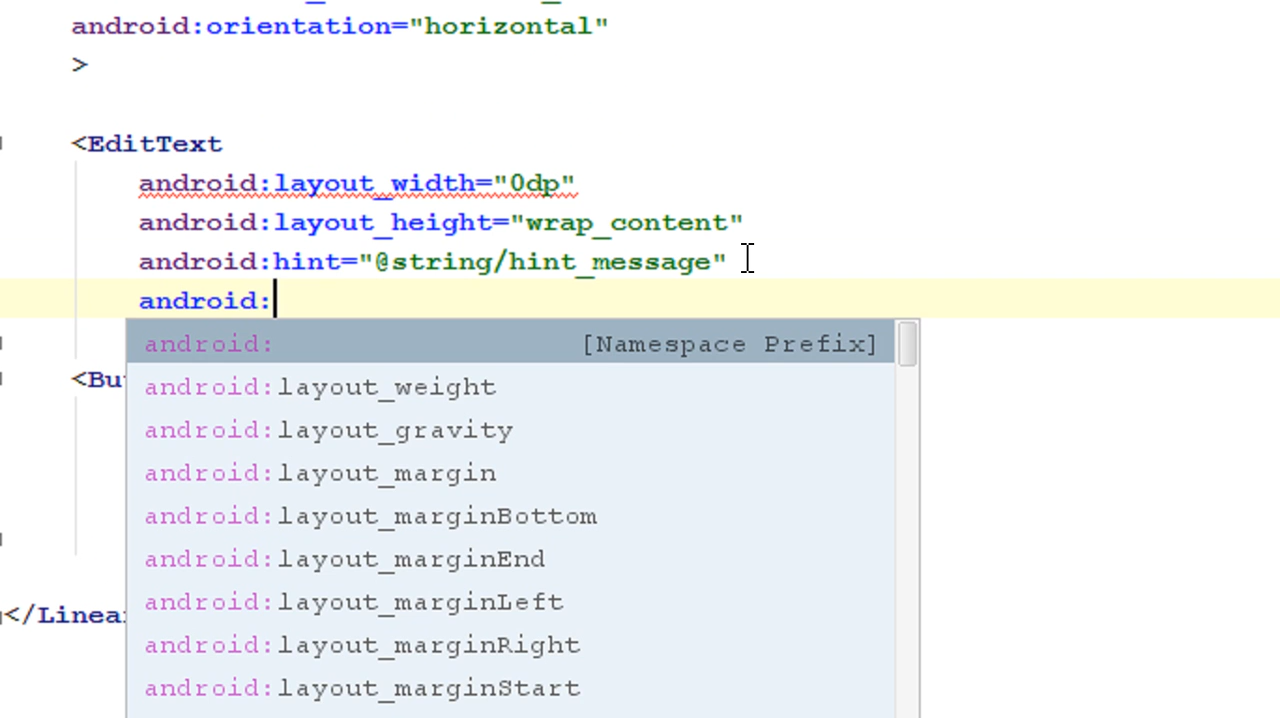 android:orientation="horizontal"
>
<EditText
android:layout_width="0dp"
android:layout_height="wrap_content"
android:hint="@string/hint_message"
android:
android: [Namespace Prefix]
<Bu
android:layout_weight
android:layout_gravity
android:layout_margin
android:layout_marginBottom
android:layout_marginEnd
android:layout_marginLeft
</Linea
android:layout_marginRight
android:layout_marginStart